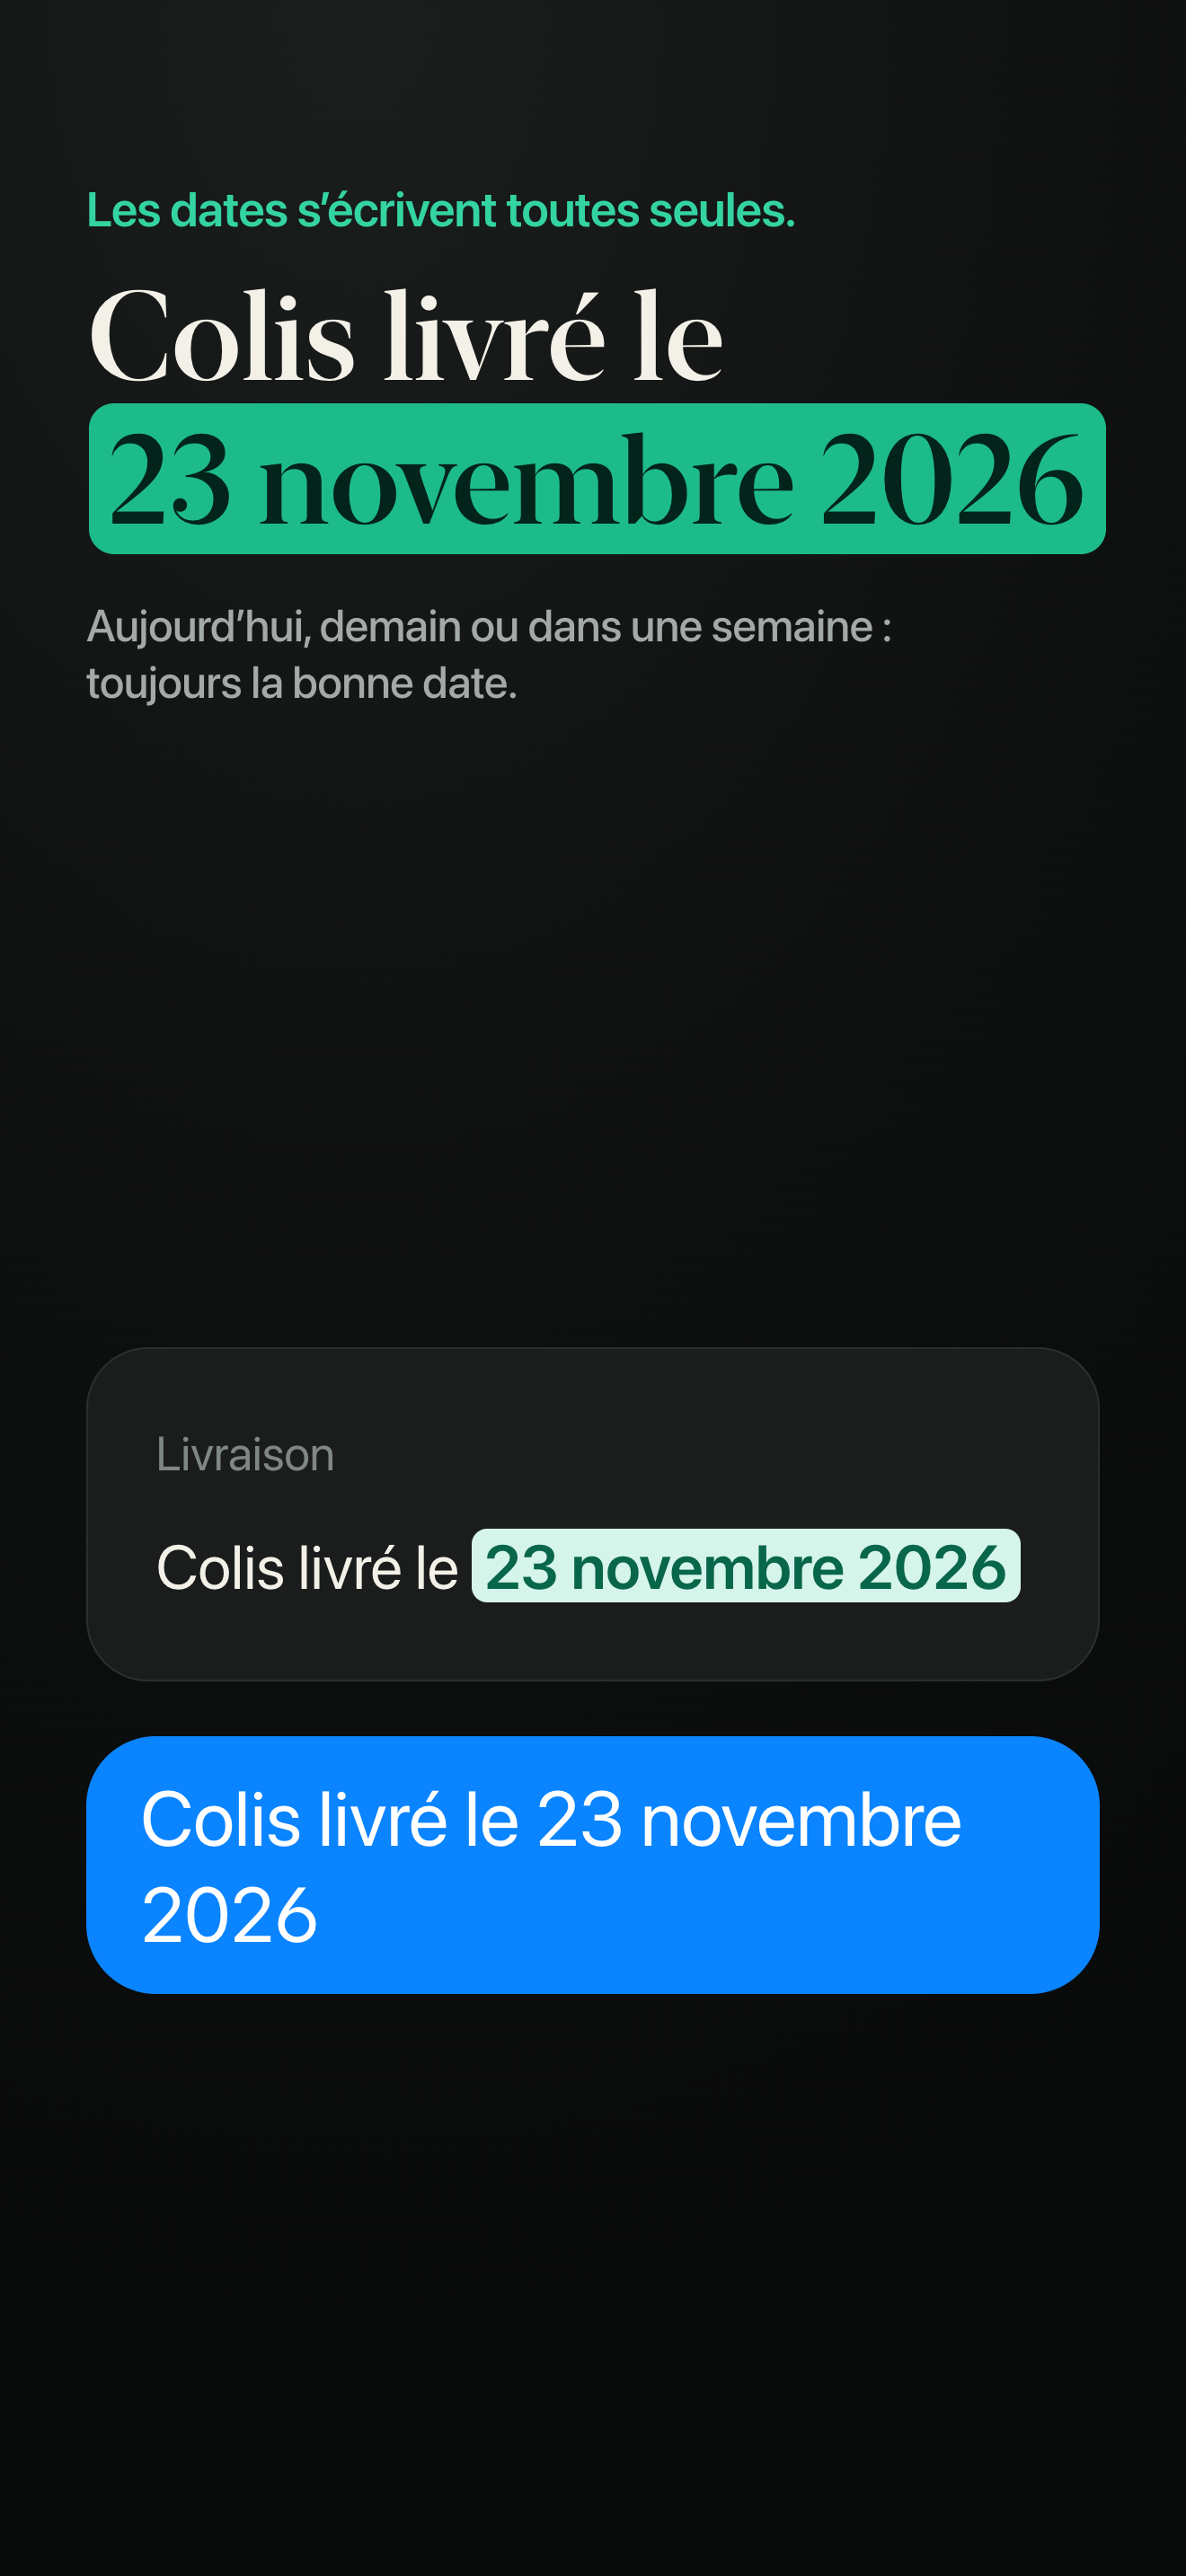 Les dates s’écrivent toutes seules.
Colis livré le
23 novembre 2026
Aujourd’hui, demain ou dans une semaine :
toujours la bonne date.
Livraison
Colis livré le 23 novembre 2026
Colis livré le 23 novembre
2026